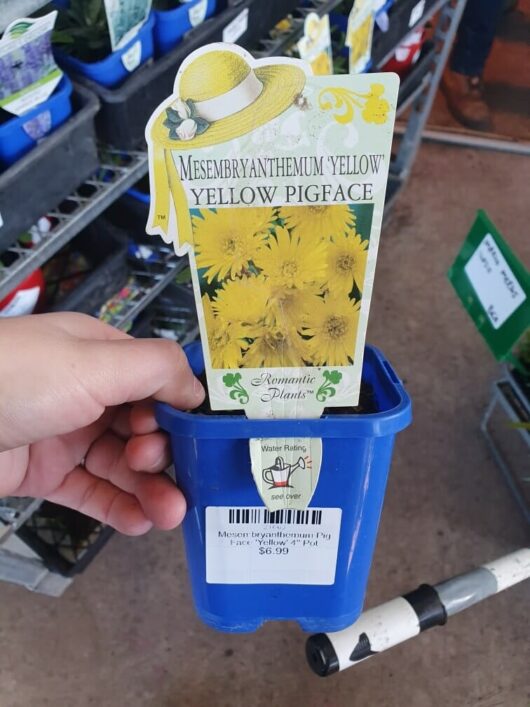 MESEMBRYANTHEMUM 'YELLOW'
YELLOW PIGFACE
TM
Romantic
Plants™
Water Rating
see over
Mesembryanthemum Pig
Face 'Yellow' 4" Pot
$6.99